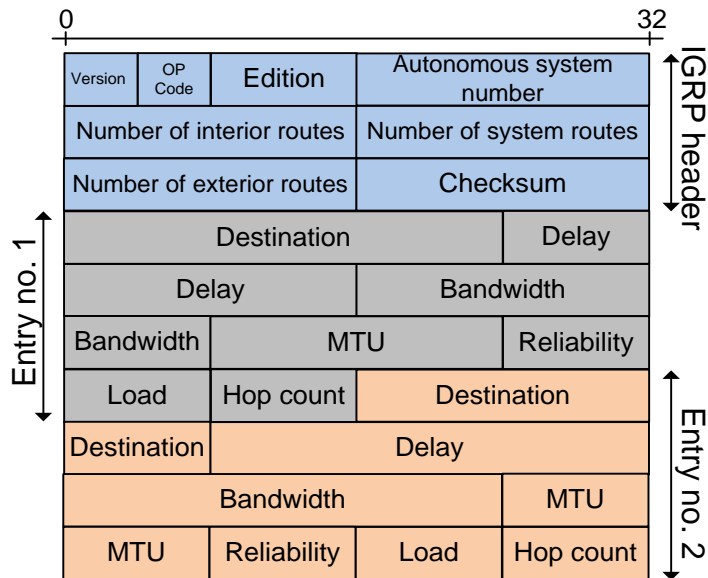 0 32
Version OP Code Edition Autonomous system number
Number of interior routes Number of system routes
Number of exterior routes Checksum
IGRP header
Destination Delay
Delay Bandwidth
Bandwidth MTU Reliability
Load Hop count Destination
Entry no. 1
Destination Delay
Bandwidth MTU
MTU Reliability Load Hop count
Entry no. 2